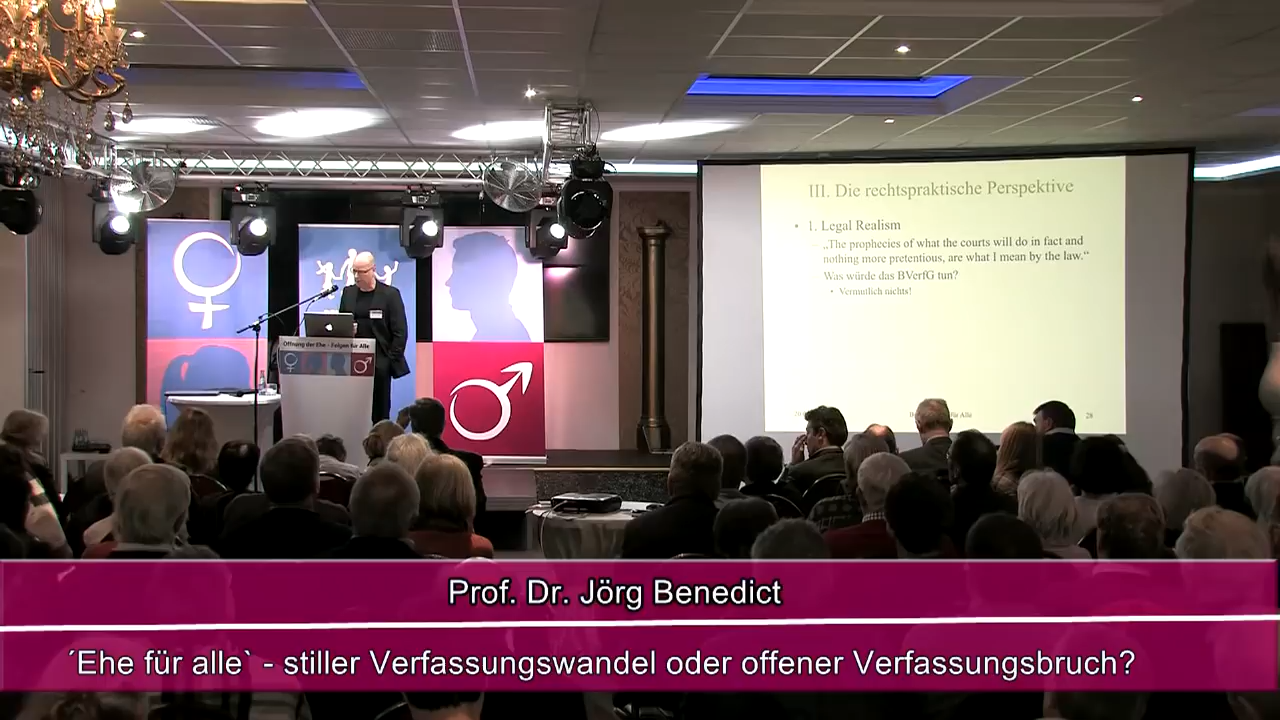 III. Die rechtspraktische Perspektive
• 1. Legal Realism
– „The prophecies of what the courts will do in fact and
nothing more pretentious, are what I mean by the law.“
Was würde das BVerfG tun?
• Vermutlich nichts!
Alle
28
Öffnung der Ehe - Folgen für Alle
Prof. Dr. Jörg Benedict
´Ehe für alle` - stiller Verfassungswandel oder offener Verfassungsbruch?